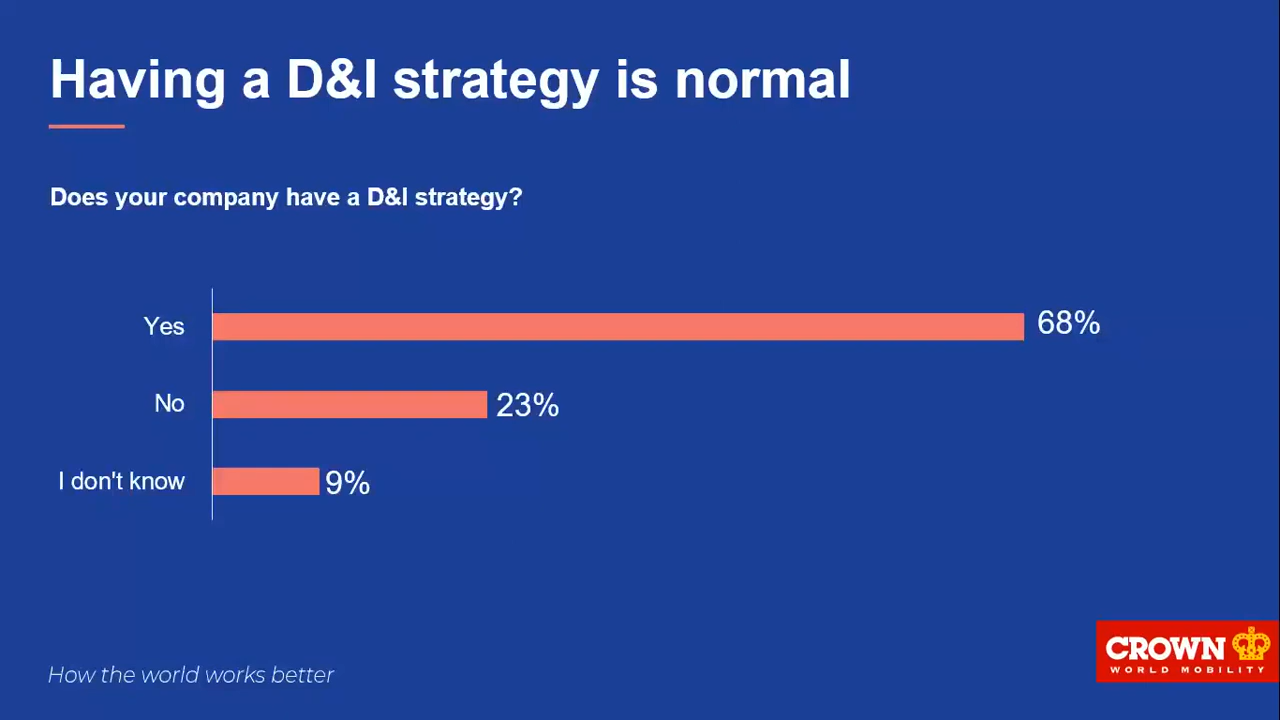 Having a D&I strategy is normal
Does your company have a D&I strategy?
Yes 68%
No 23%
I don't know 9%
How the world works better
CROWN
WORLD MOBILITY